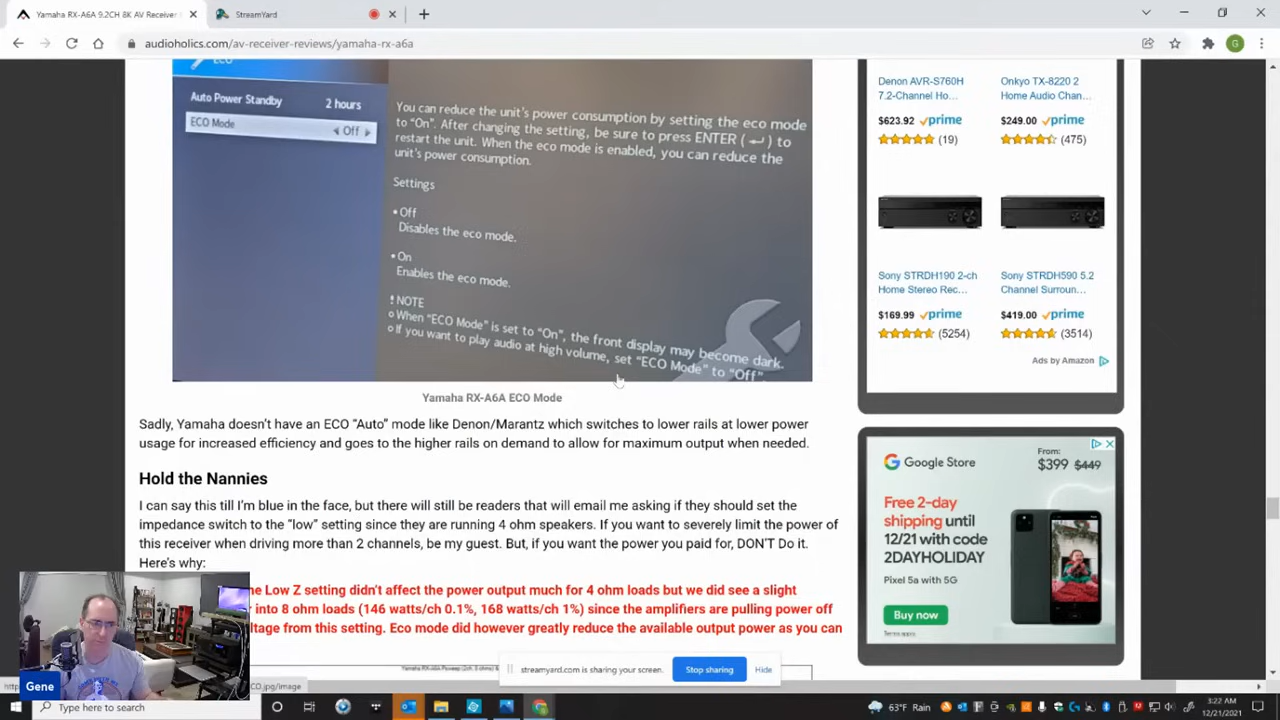 Yamaha RX-A6A 9.2CH 8K AV Receiver
StreamYard
audioholics.com/av-receiver-reviews/yamaha-rx-a6a
G
ECO
Auto Power Standby 2 hours
ECO Mode Off
You can reduce the unit's power consumption by setting the eco mode
to "On". After changing the setting, be sure to press ENTER ( ) to
restart the unit. When the eco mode is enabled, you can reduce the
unit's power consumption.
Settings
•Off
Disables the eco mode.
•On
Enables the eco mode.
!NOTE
When "ECO Mode" is set to "On", the front display may become dark.
If you want to play audio at high volume, set "ECO Mode" to "Off".
Yamaha RX-A6A ECO Mode
Sadly, Yamaha doesn't have an ECO "Auto" mode like Denon/Marantz which switches to lower rails at lower power
usage for increased efficiency and goes to the higher rails on demand to allow for maximum output when needed.
Hold the Nannies
I can say this till I'm blue in the face, but there will still be readers that will email me asking if they should set the
impedance switch to the "low" setting since they are running 4 ohm speakers. If you want to severely limit the power of
this receiver when driving more than 2 channels, be my guest. But, if you want the power you paid for, DON'T Do it.
Here's why:
e Low Z setting didn't affect the power output much for 4 ohm loads but we did see a slight
into 8 ohm loads (146 watts/ch 0.1%, 168 watts/ch 1%) since the amplifiers are pulling power off
ltage from this setting. Eco mode did however greatly reduce the available output power as you can
Denon AVR-S760H
7.2-Channel Ho...
$623.92 prime
(19)
Onkyo TX-8220 2
Home Audio Chan...
$249.00 prime
(475)
Sony STRDH190 2-ch
Home Stereo Rec...
$169.99 prime
(5254)
Sony STRDH590 5.2
Channel Surroun...
$419.00 prime
(3514)
Ads by Amazon
Google Store
From:
$399 $449
Free 2-day
shipping until
12/21 with code
2DAYHOLIDAY
Pixel 5a with 5G
Buy now
Terms apply.
streamyard.com is sharing your screen.
Stop sharing
Hide
Gene
CO.jpg/image
Type here to search
63°F Rain
3:22 AM
12/21/2021